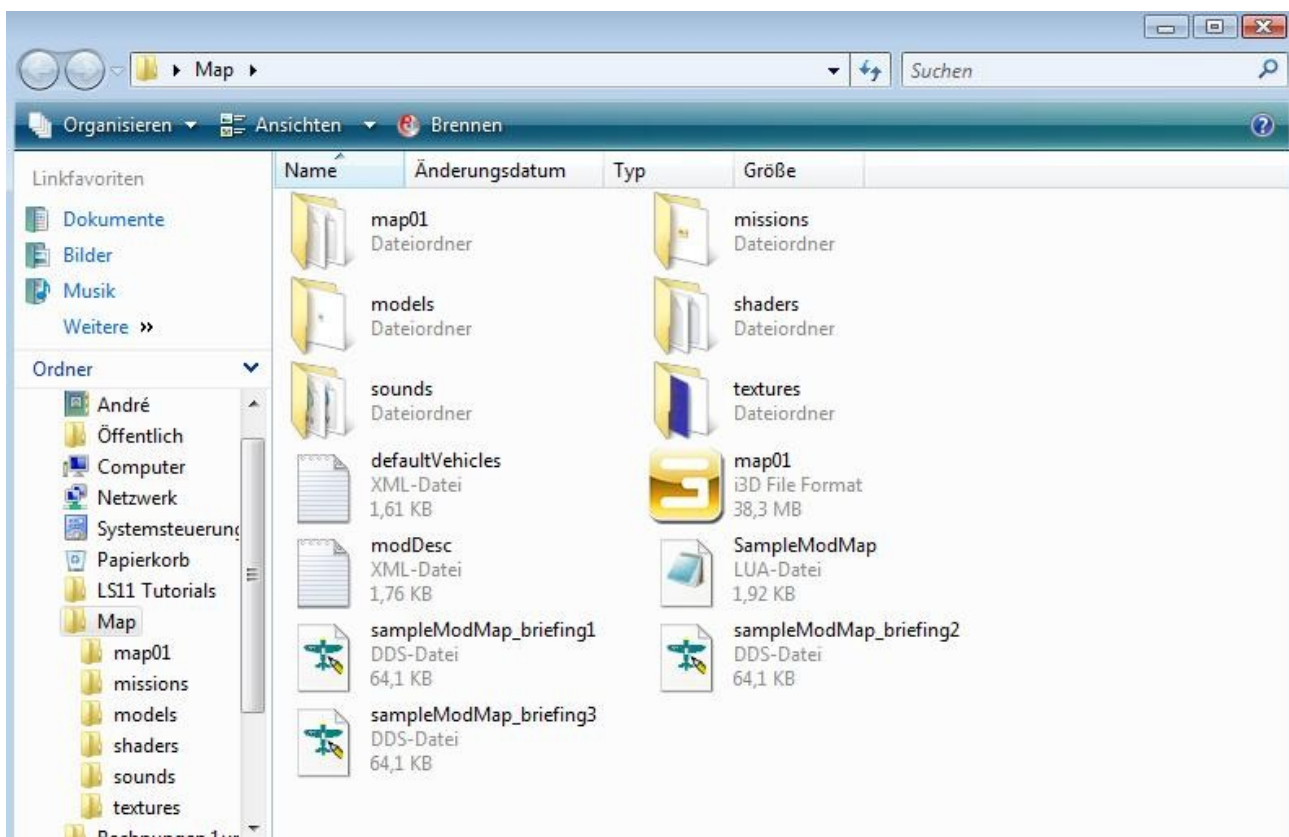 Map
Suchen
Organisieren Ansichten Brennen
Linkfavoriten
Dokumente
Bilder
Musik
Weitere »
Ordner
André
Öffentlich
Computer
Netzwerk
Systemsteuerung
Papierkorb
LS11 Tutorials
Map
map01
missions
models
shaders
sounds
textures
Name Änderungsdatum Typ Größe
map01
Dateiordner
missions
Dateiordner
models
Dateiordner
shaders
Dateiordner
sounds
Dateiordner
textures
Dateiordner
defaultVehicles
XML-Datei
1,61 KB
map01
i3D File Format
38,3 MB
modDesc
XML-Datei
1,76 KB
SampleModMap
LUA-Datei
1,92 KB
sampleModMap_briefing1
DDS-Datei
64,1 KB
sampleModMap_briefing2
DDS-Datei
64,1 KB
sampleModMap_briefing3
DDS-Datei
64,1 KB